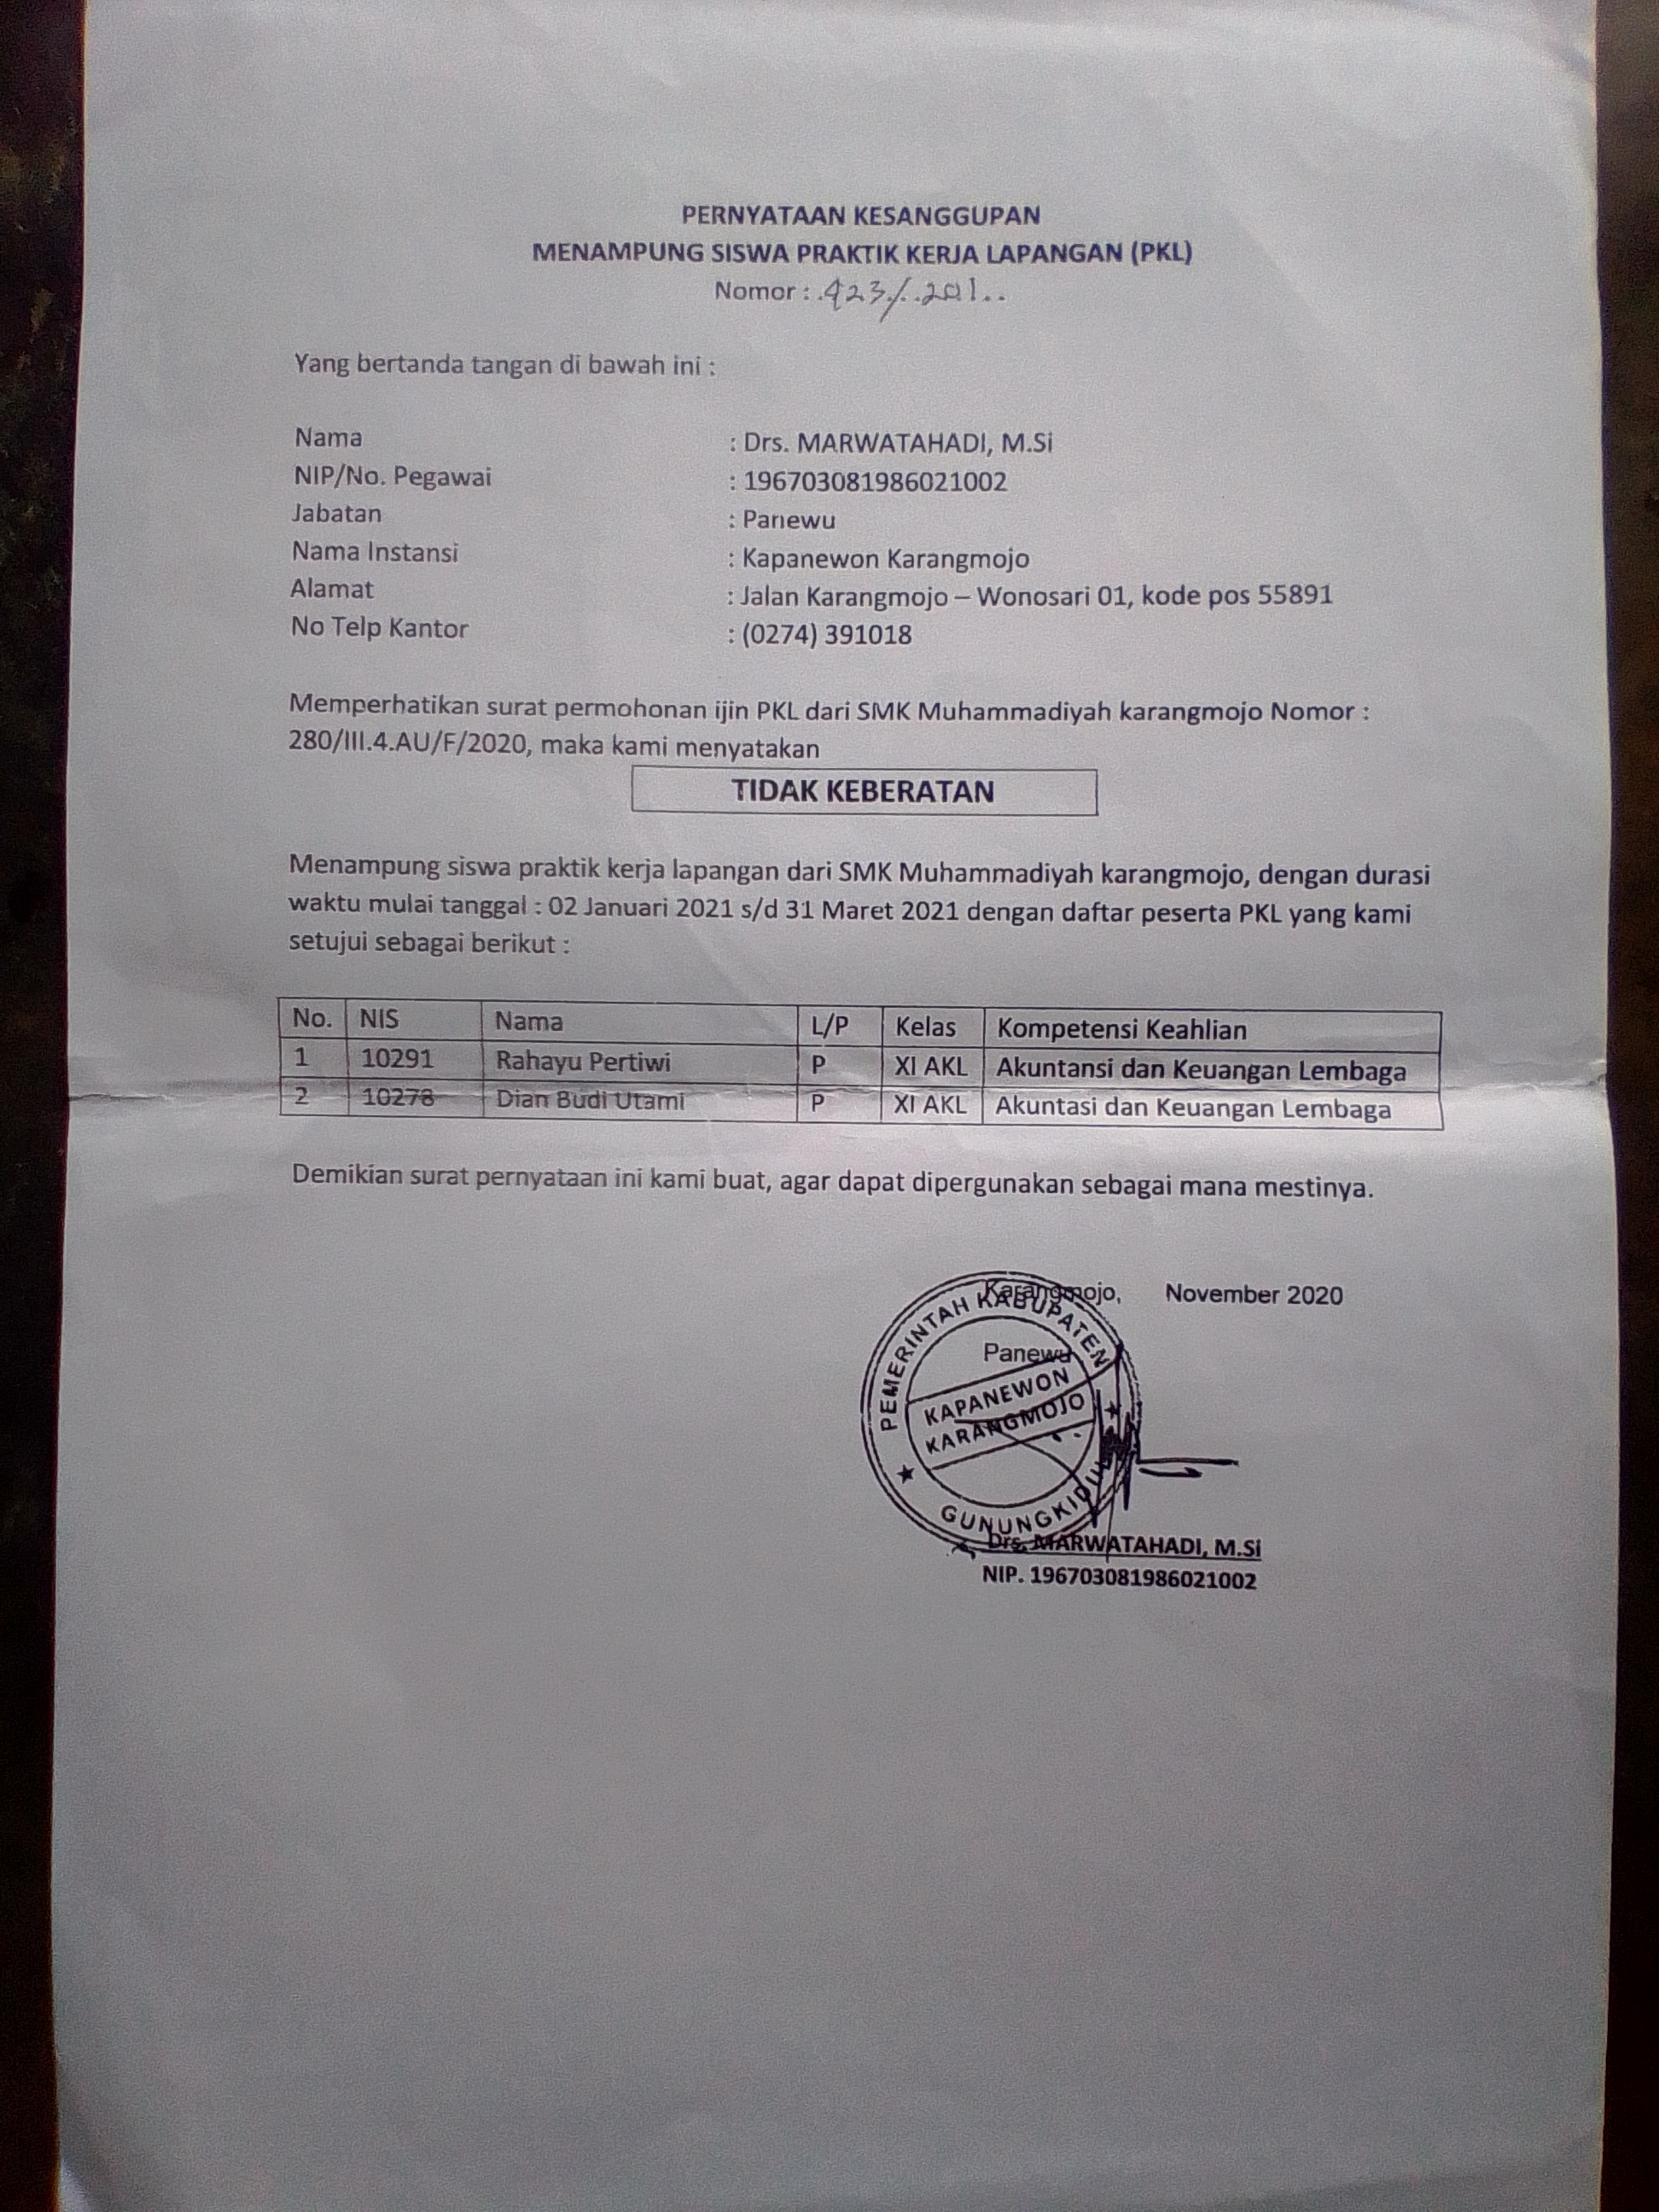 PERNYATAAN KESANGGUPAN
MENAMPUNG SISWA PRAKTIK KERJA LAPANGAN (PKL)
Nomor : .423./..201..
Yang bertanda tangan di bawah ini :
Nama : Drs. MARWATAHADI, M.Si
NIP/No. Pegawai : 196703081986021002
Jabatan : Panewu
Nama Instansi : Kapanewon Karangmojo
Alamat : Jalan Karangmojo – Wonosari 01, kode pos 55891
No Telp Kantor : (0274) 391018
Memperhatikan surat permohonan ijin PKL dari SMK Muhammadiyah karangmojo Nomor :
280/III.4.AU/F/2020, maka kami menyatakan
TIDAK KEBERATAN
Menampung siswa praktik kerja lapangan dari SMK Muhammadiyah karangmojo, dengan durasi
waktu mulai tanggal : 02 Januari 2021 s/d 31 Maret 2021 dengan daftar peserta PKL yang kami
setujui sebagai berikut :
No. NIS Nama L/P Kelas Kompetensi Keahlian
1 10291 Rahayu Pertiwi P XI AKL Akuntansi dan Keuangan Lembaga
2 10278 Dian Budi Utami P XI AKL Akuntasi dan Keuangan Lembaga
Demikian surat pernyataan ini kami buat, agar dapat dipergunakan sebagai mana mestinya.
Karangmojo, November 2020
Panewu
PEMERINTAH KABUPATEN
KAPANEWON
KARANGMOJO
GUNUNGKIDUL
Drs. MARWATAHADI, M.Si
NIP. 196703081986021002